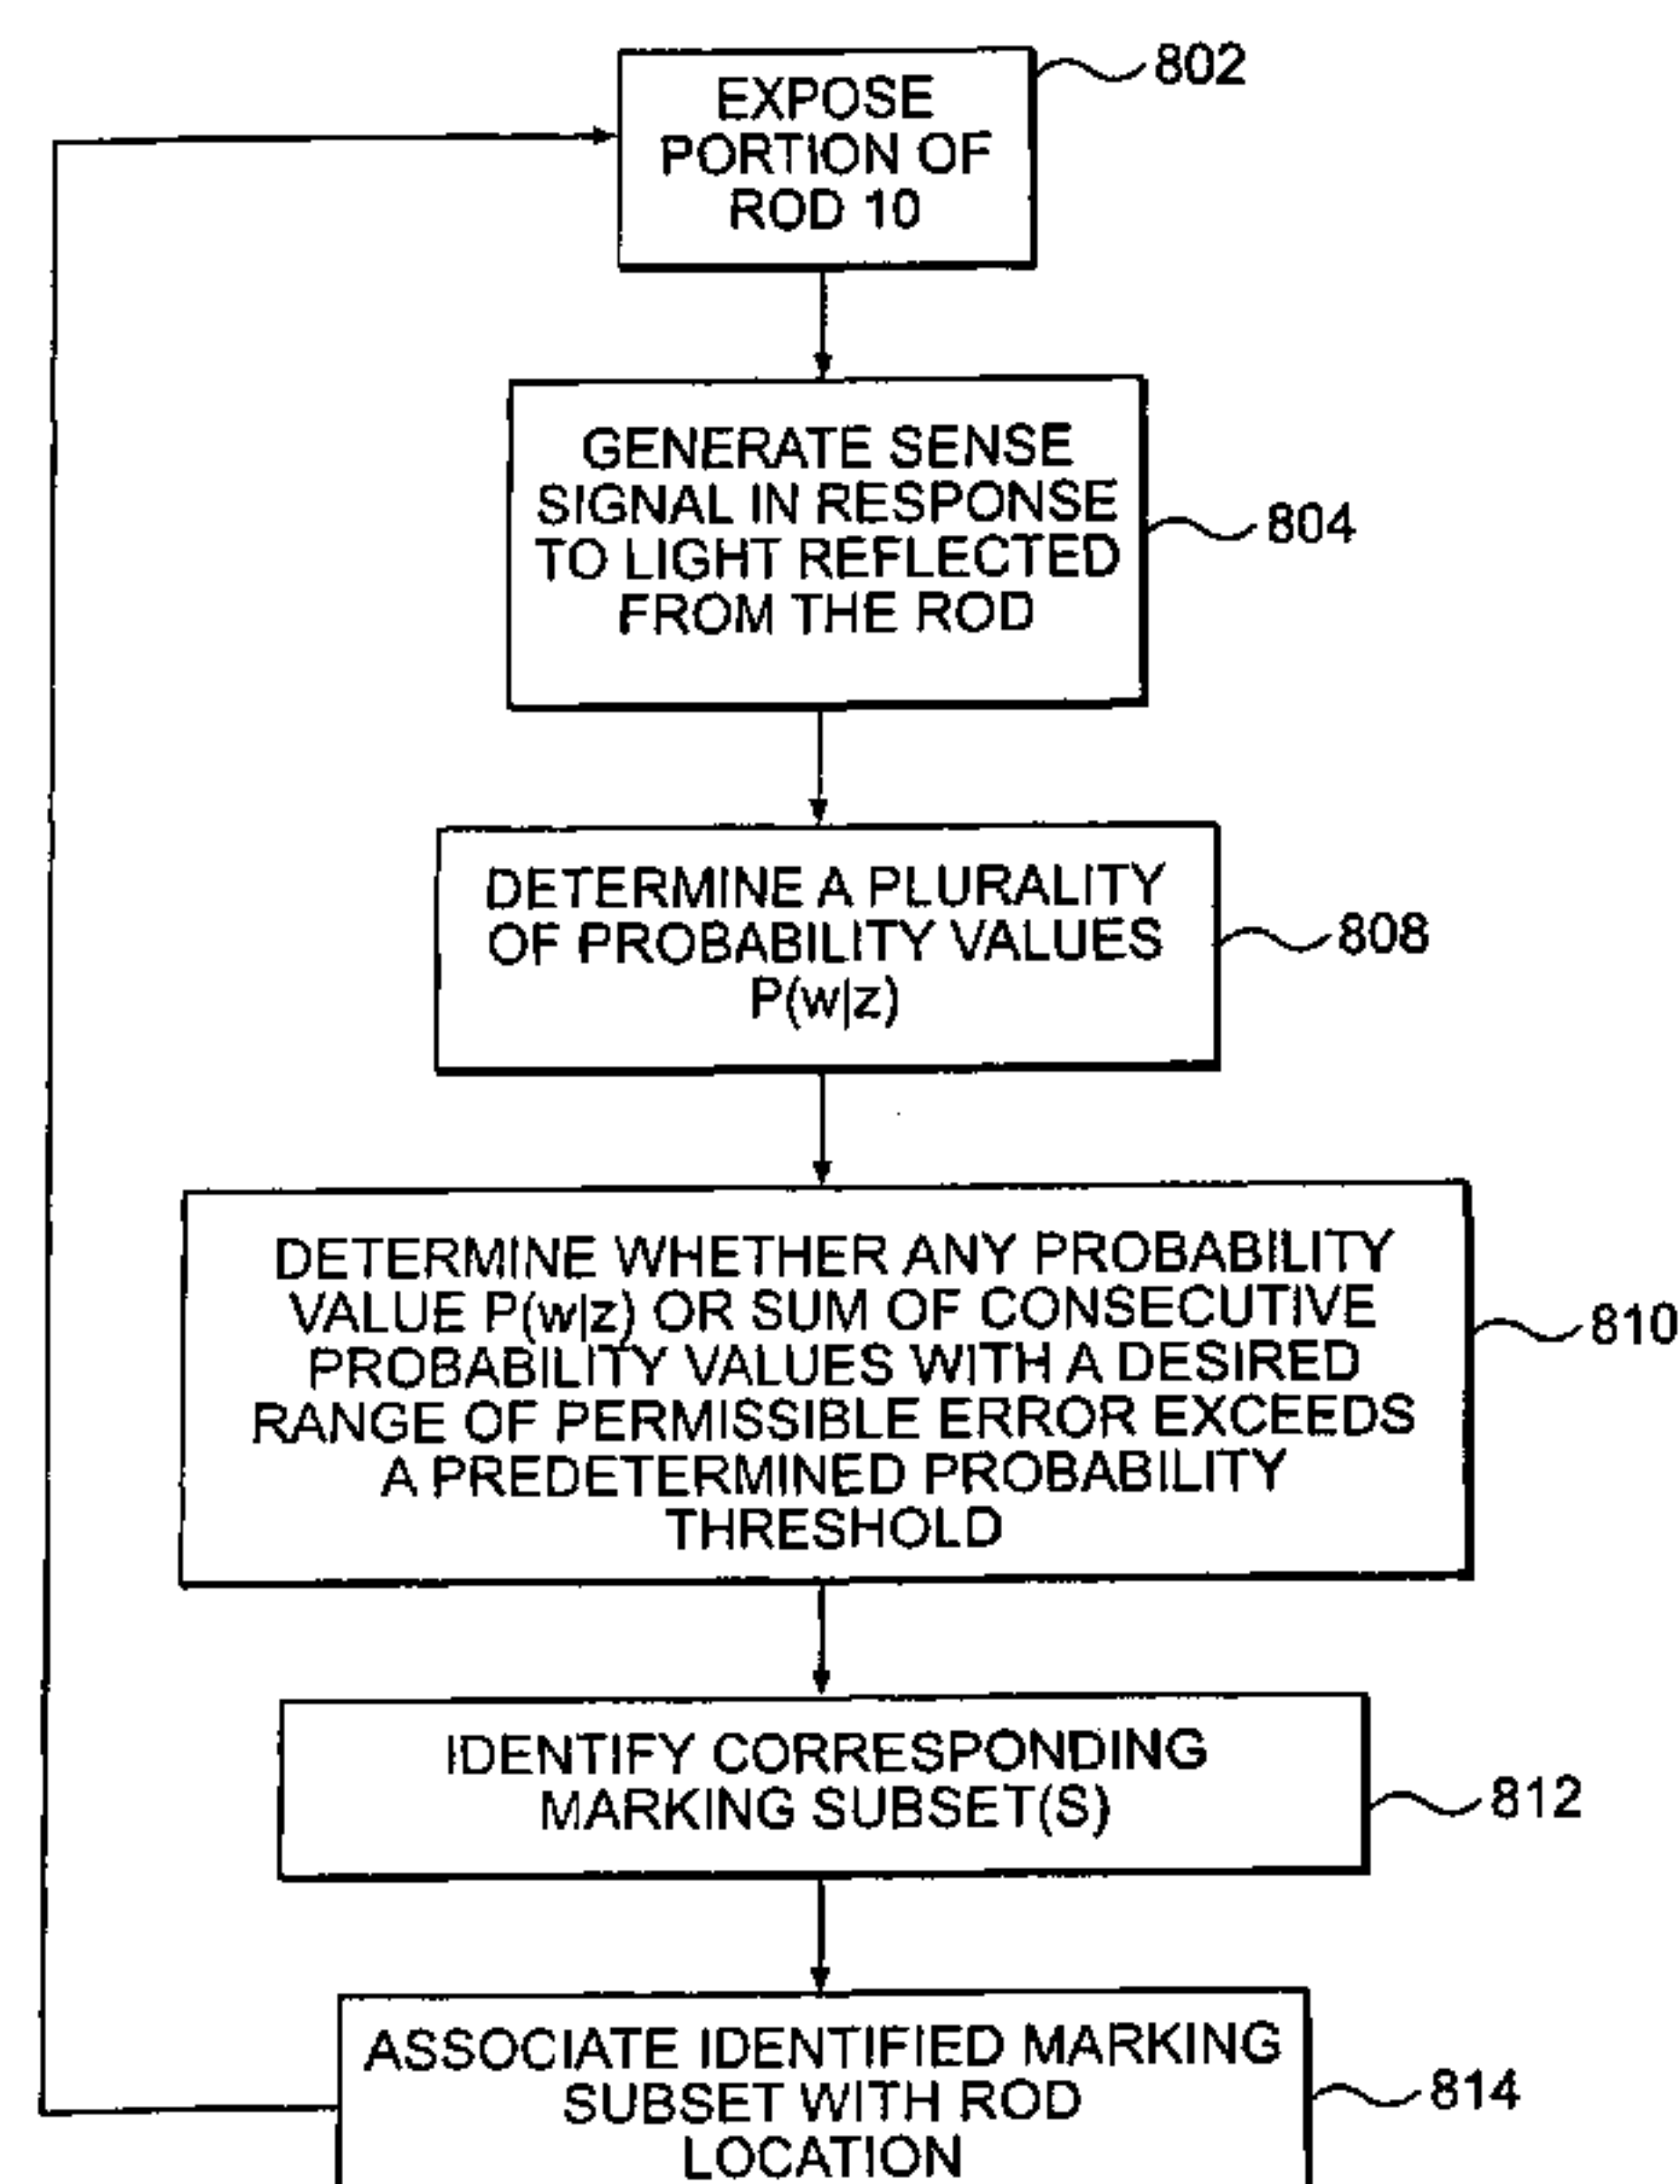 EXPOSE
PORTION OF
ROD 10
802
GENERATE SENSE
SIGNAL IN RESPONSE
TO LIGHT REFLECTED
FROM THE ROD
804
DETERMINE A PLURALITY
OF PROBABILITY VALUES
P(w|z)
808
DETERMINE WHETHER ANY PROBABILITY
VALUE P(w|z) OR SUM OF CONSECUTIVE
PROBABILITY VALUES WITH A DESIRED
RANGE OF PERMISSIBLE ERROR EXCEEDS
A PREDETERMINED PROBABILITY
THRESHOLD
810
IDENTIFY CORRESPONDING
MARKING SUBSET(S)
812
ASSOCIATE IDENTIFIED MARKING
SUBSET WITH ROD
LOCATION
814